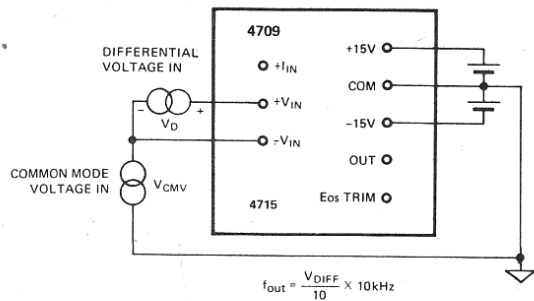 4709
DIFFERENTIAL
VOLTAGE IN
+15V
+IIN
COM
− VD +
+VIN
-VIN
−15V
OUT
COMMON MODE
VOLTAGE IN
VCMV
4715
Eos TRIM
fout = VDIFF/10 × 10kHz